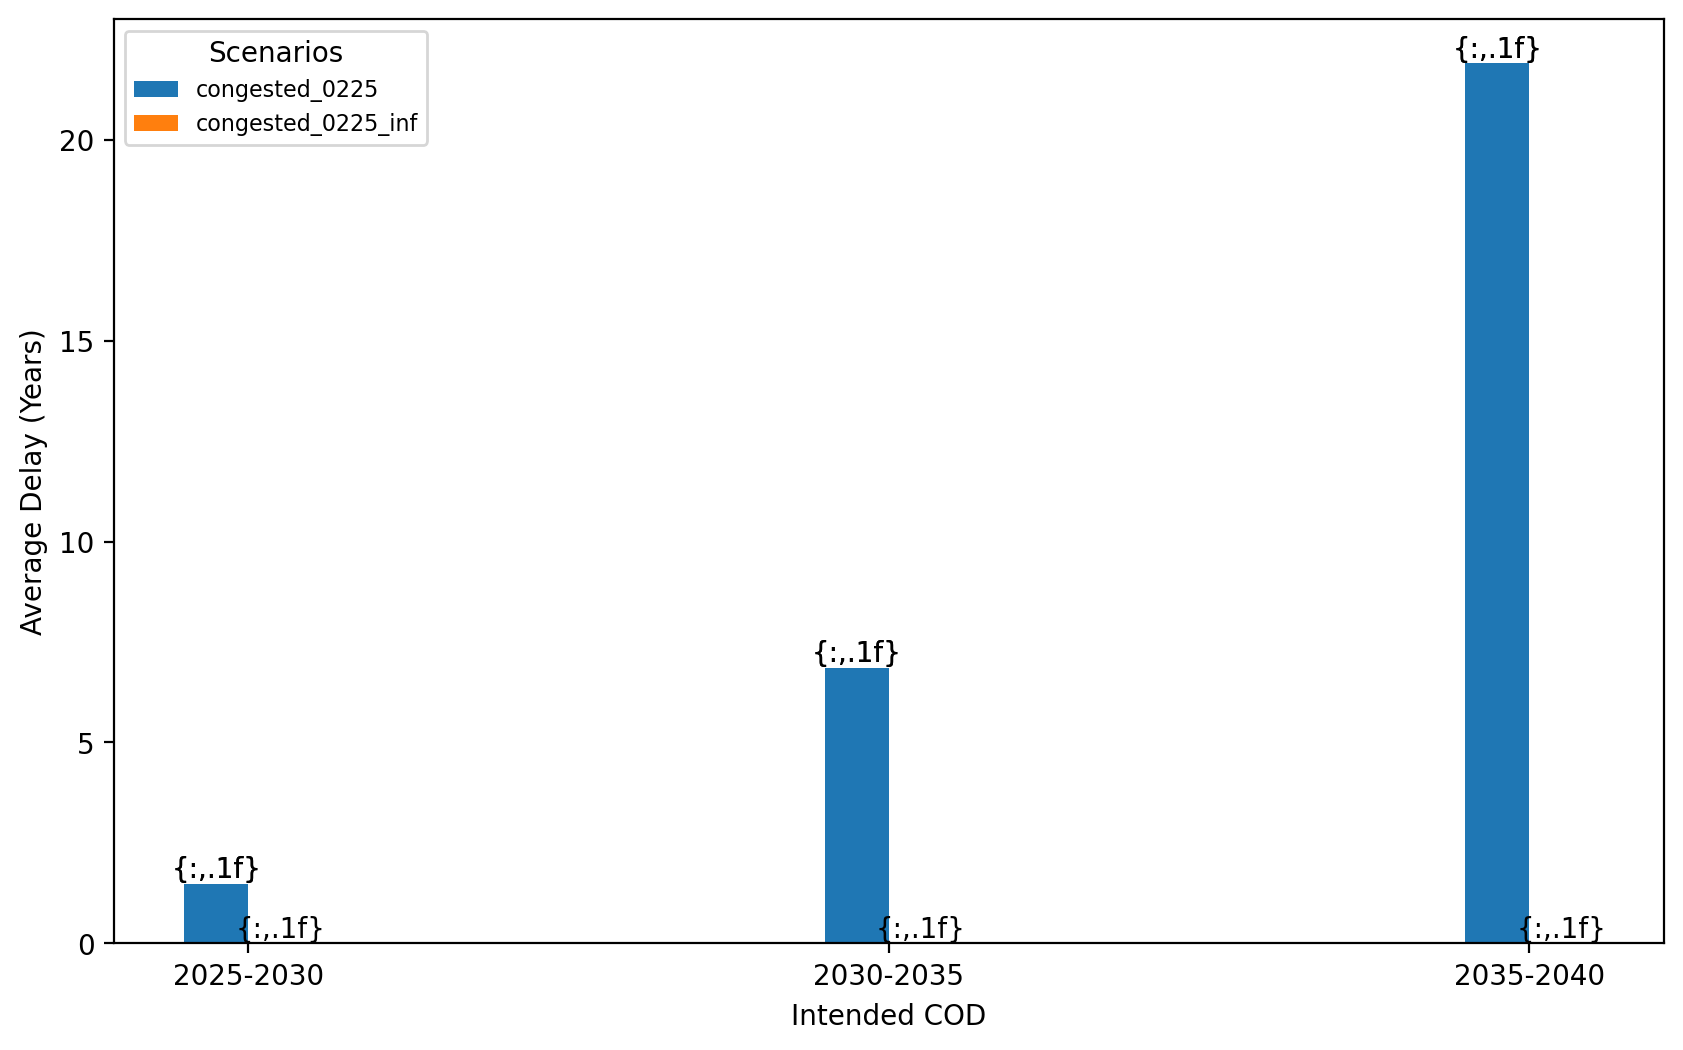 Scenarios
congested_0225
congested_0225_inf
Average Delay (Years)
20
15
10
5
0
{:,.1f}
{:,.1f}
{:,.1f}
{:,.1f}
{:,.1f}
{:,.1f}
2025-2030
2030-2035
2035-2040
Intended COD